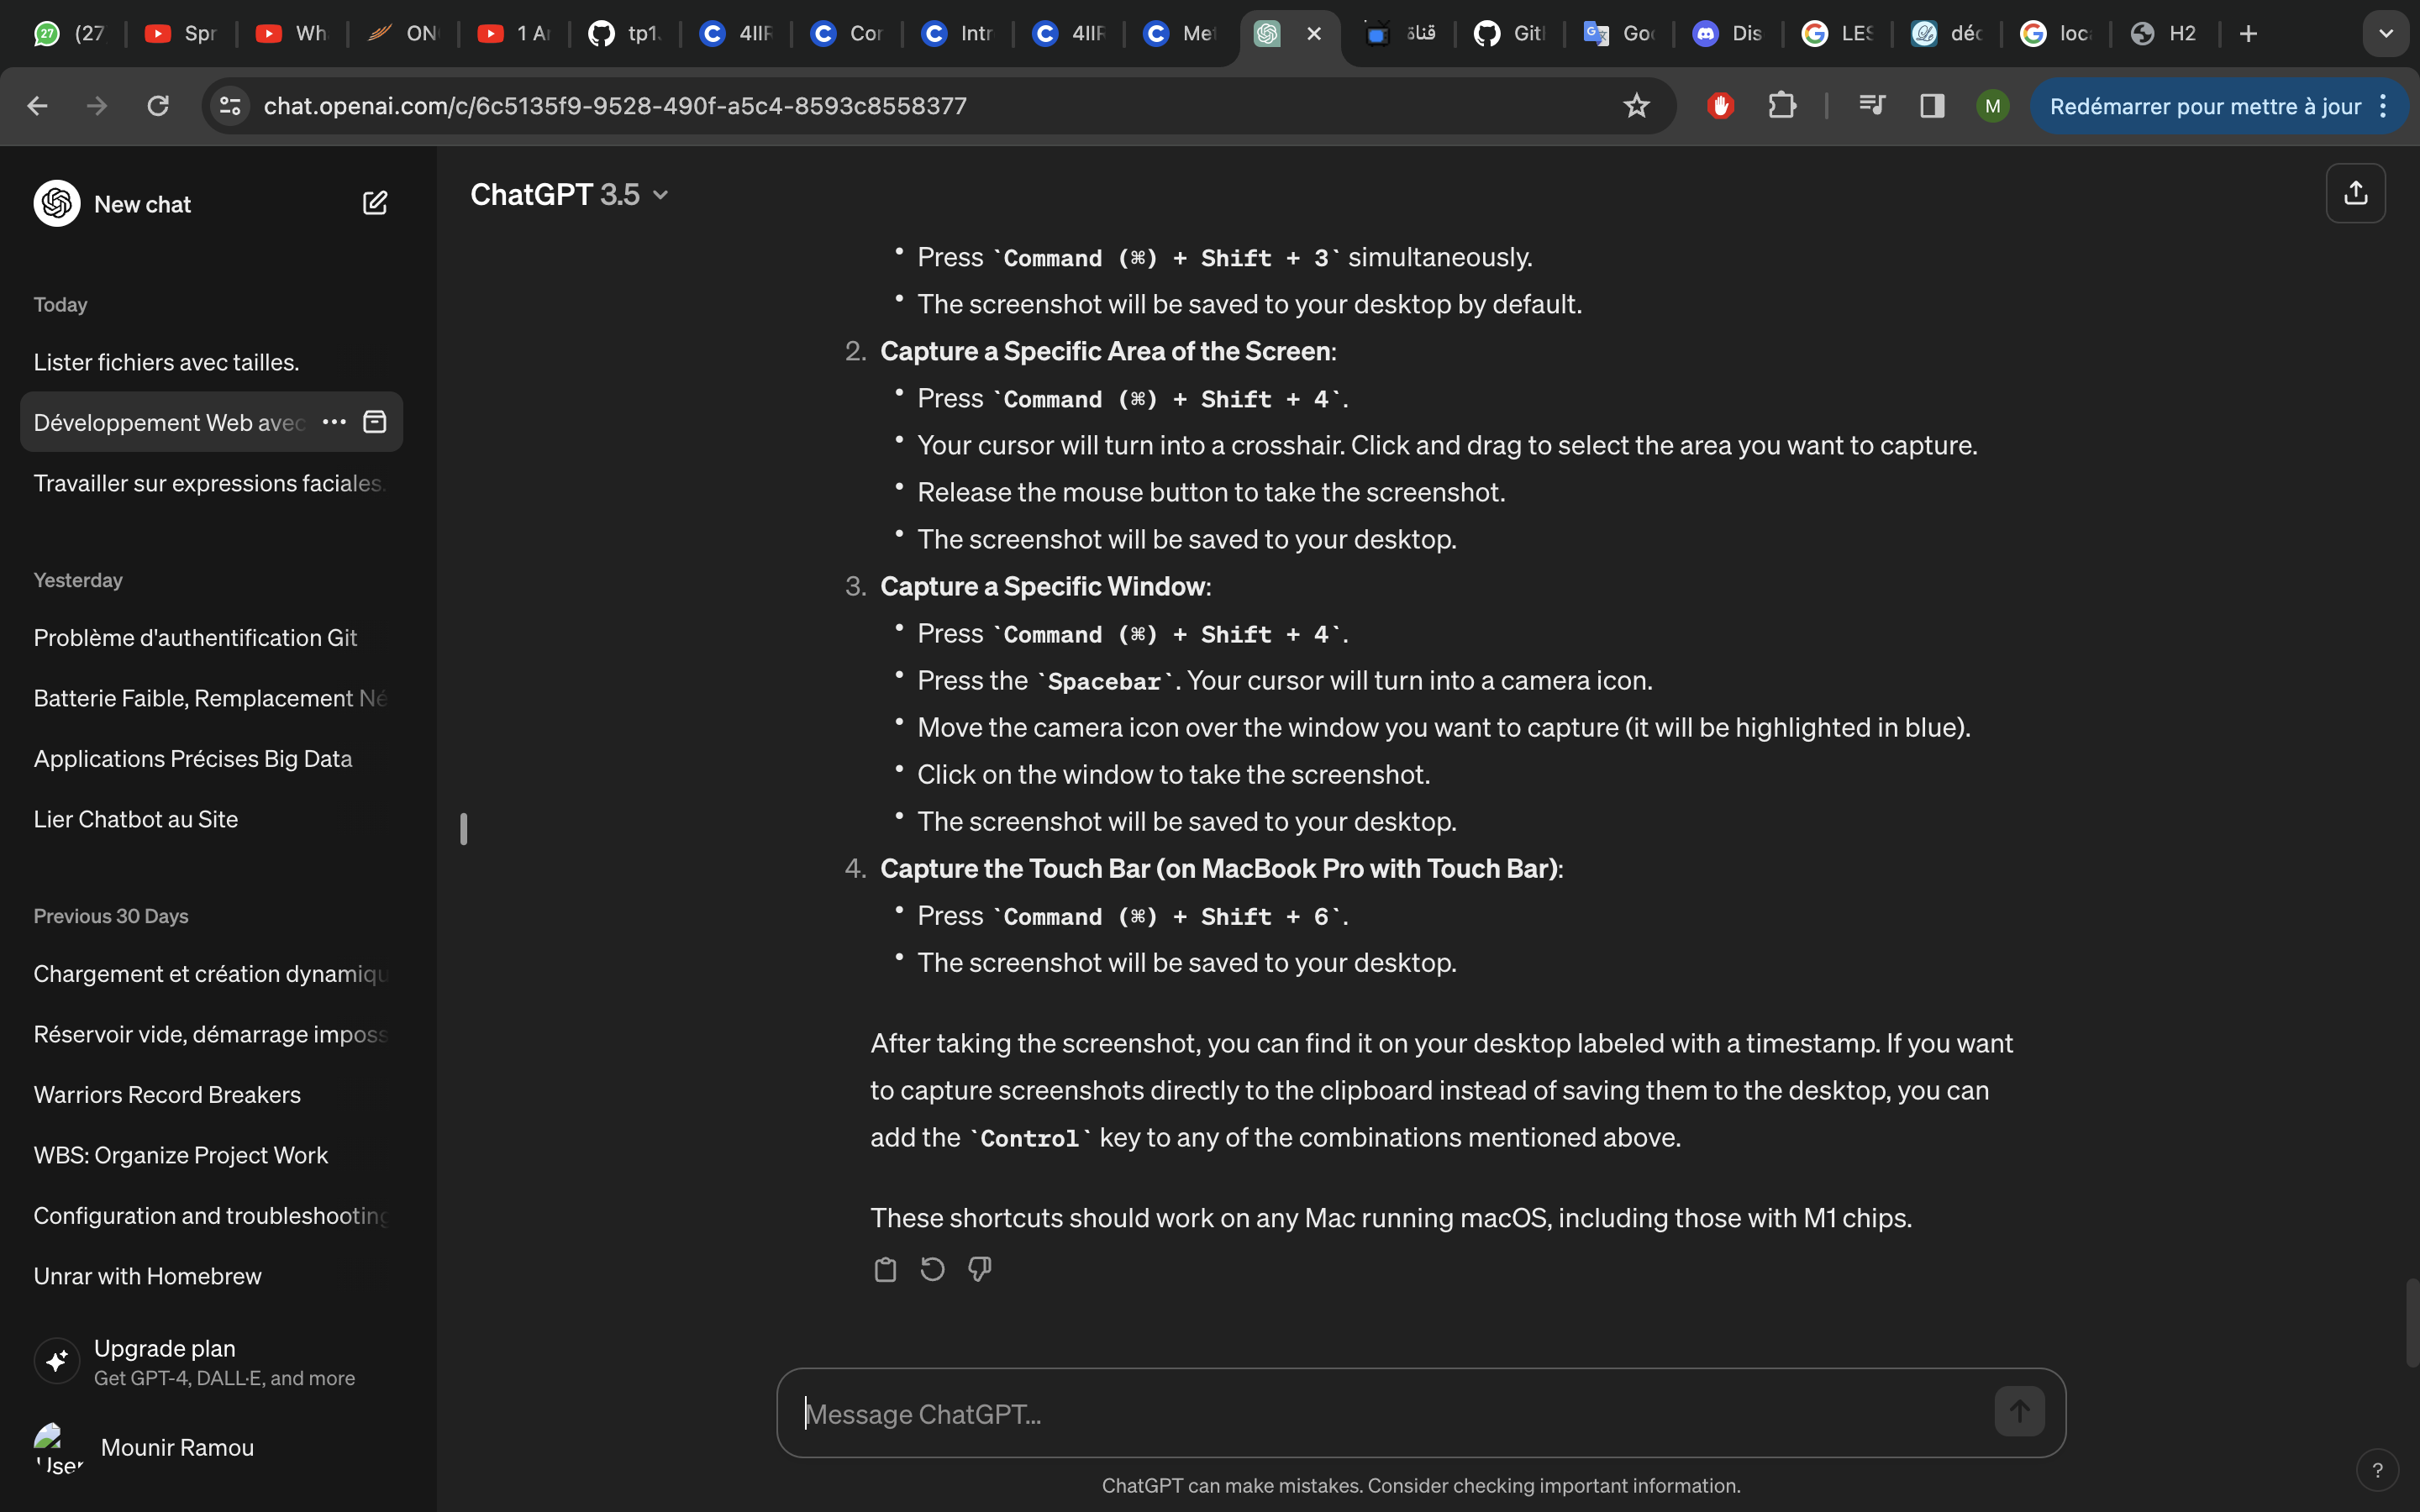 27 (27
Spr
Wh
ON
1 Ar
tp1.
4IIR
Cor
Intr
4IIR
Met
قناة
Git
Goo
Dis
LES
déc
loca
H2
chat.openai.com/c/6c5135f9-9528-490f-a5c4-8593c8558377
M
Redémarrer pour mettre à jour
New chat
Today
Lister fichiers avec tailles.
Développement Web avec
Travailler sur expressions faciales.
Yesterday
Problème d'authentification Git
Batterie Faible, Remplacement Né
Applications Précises Big Data
Lier Chatbot au Site
Previous 30 Days
Chargement et création dynamiqu
Réservoir vide, démarrage imposs
Warriors Record Breakers
WBS: Organize Project Work
Configuration and troubleshooting
Unrar with Homebrew
Upgrade plan
Get GPT-4, DALL·E, and more
User
Mounir Ramou
ChatGPT 3.5
• Press `Command (⌘) + Shift + 3` simultaneously.
• The screenshot will be saved to your desktop by default.
2. Capture a Specific Area of the Screen:
• Press `Command (⌘) + Shift + 4`.
• Your cursor will turn into a crosshair. Click and drag to select the area you want to capture.
• Release the mouse button to take the screenshot.
• The screenshot will be saved to your desktop.
3. Capture a Specific Window:
• Press `Command (⌘) + Shift + 4`.
• Press the `Spacebar`. Your cursor will turn into a camera icon.
• Move the camera icon over the window you want to capture (it will be highlighted in blue).
• Click on the window to take the screenshot.
• The screenshot will be saved to your desktop.
4. Capture the Touch Bar (on MacBook Pro with Touch Bar):
• Press `Command (⌘) + Shift + 6`.
• The screenshot will be saved to your desktop.
After taking the screenshot, you can find it on your desktop labeled with a timestamp. If you want
to capture screenshots directly to the clipboard instead of saving them to the desktop, you can
add the `Control` key to any of the combinations mentioned above.
These shortcuts should work on any Mac running macOS, including those with M1 chips.
Message ChatGPT...
ChatGPT can make mistakes. Consider checking important information.
?